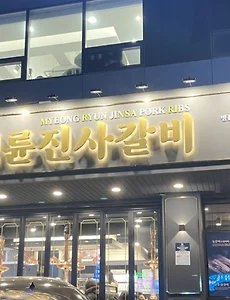 MYEONG RYUN JINSA PORK RIBS
륜진사갈비